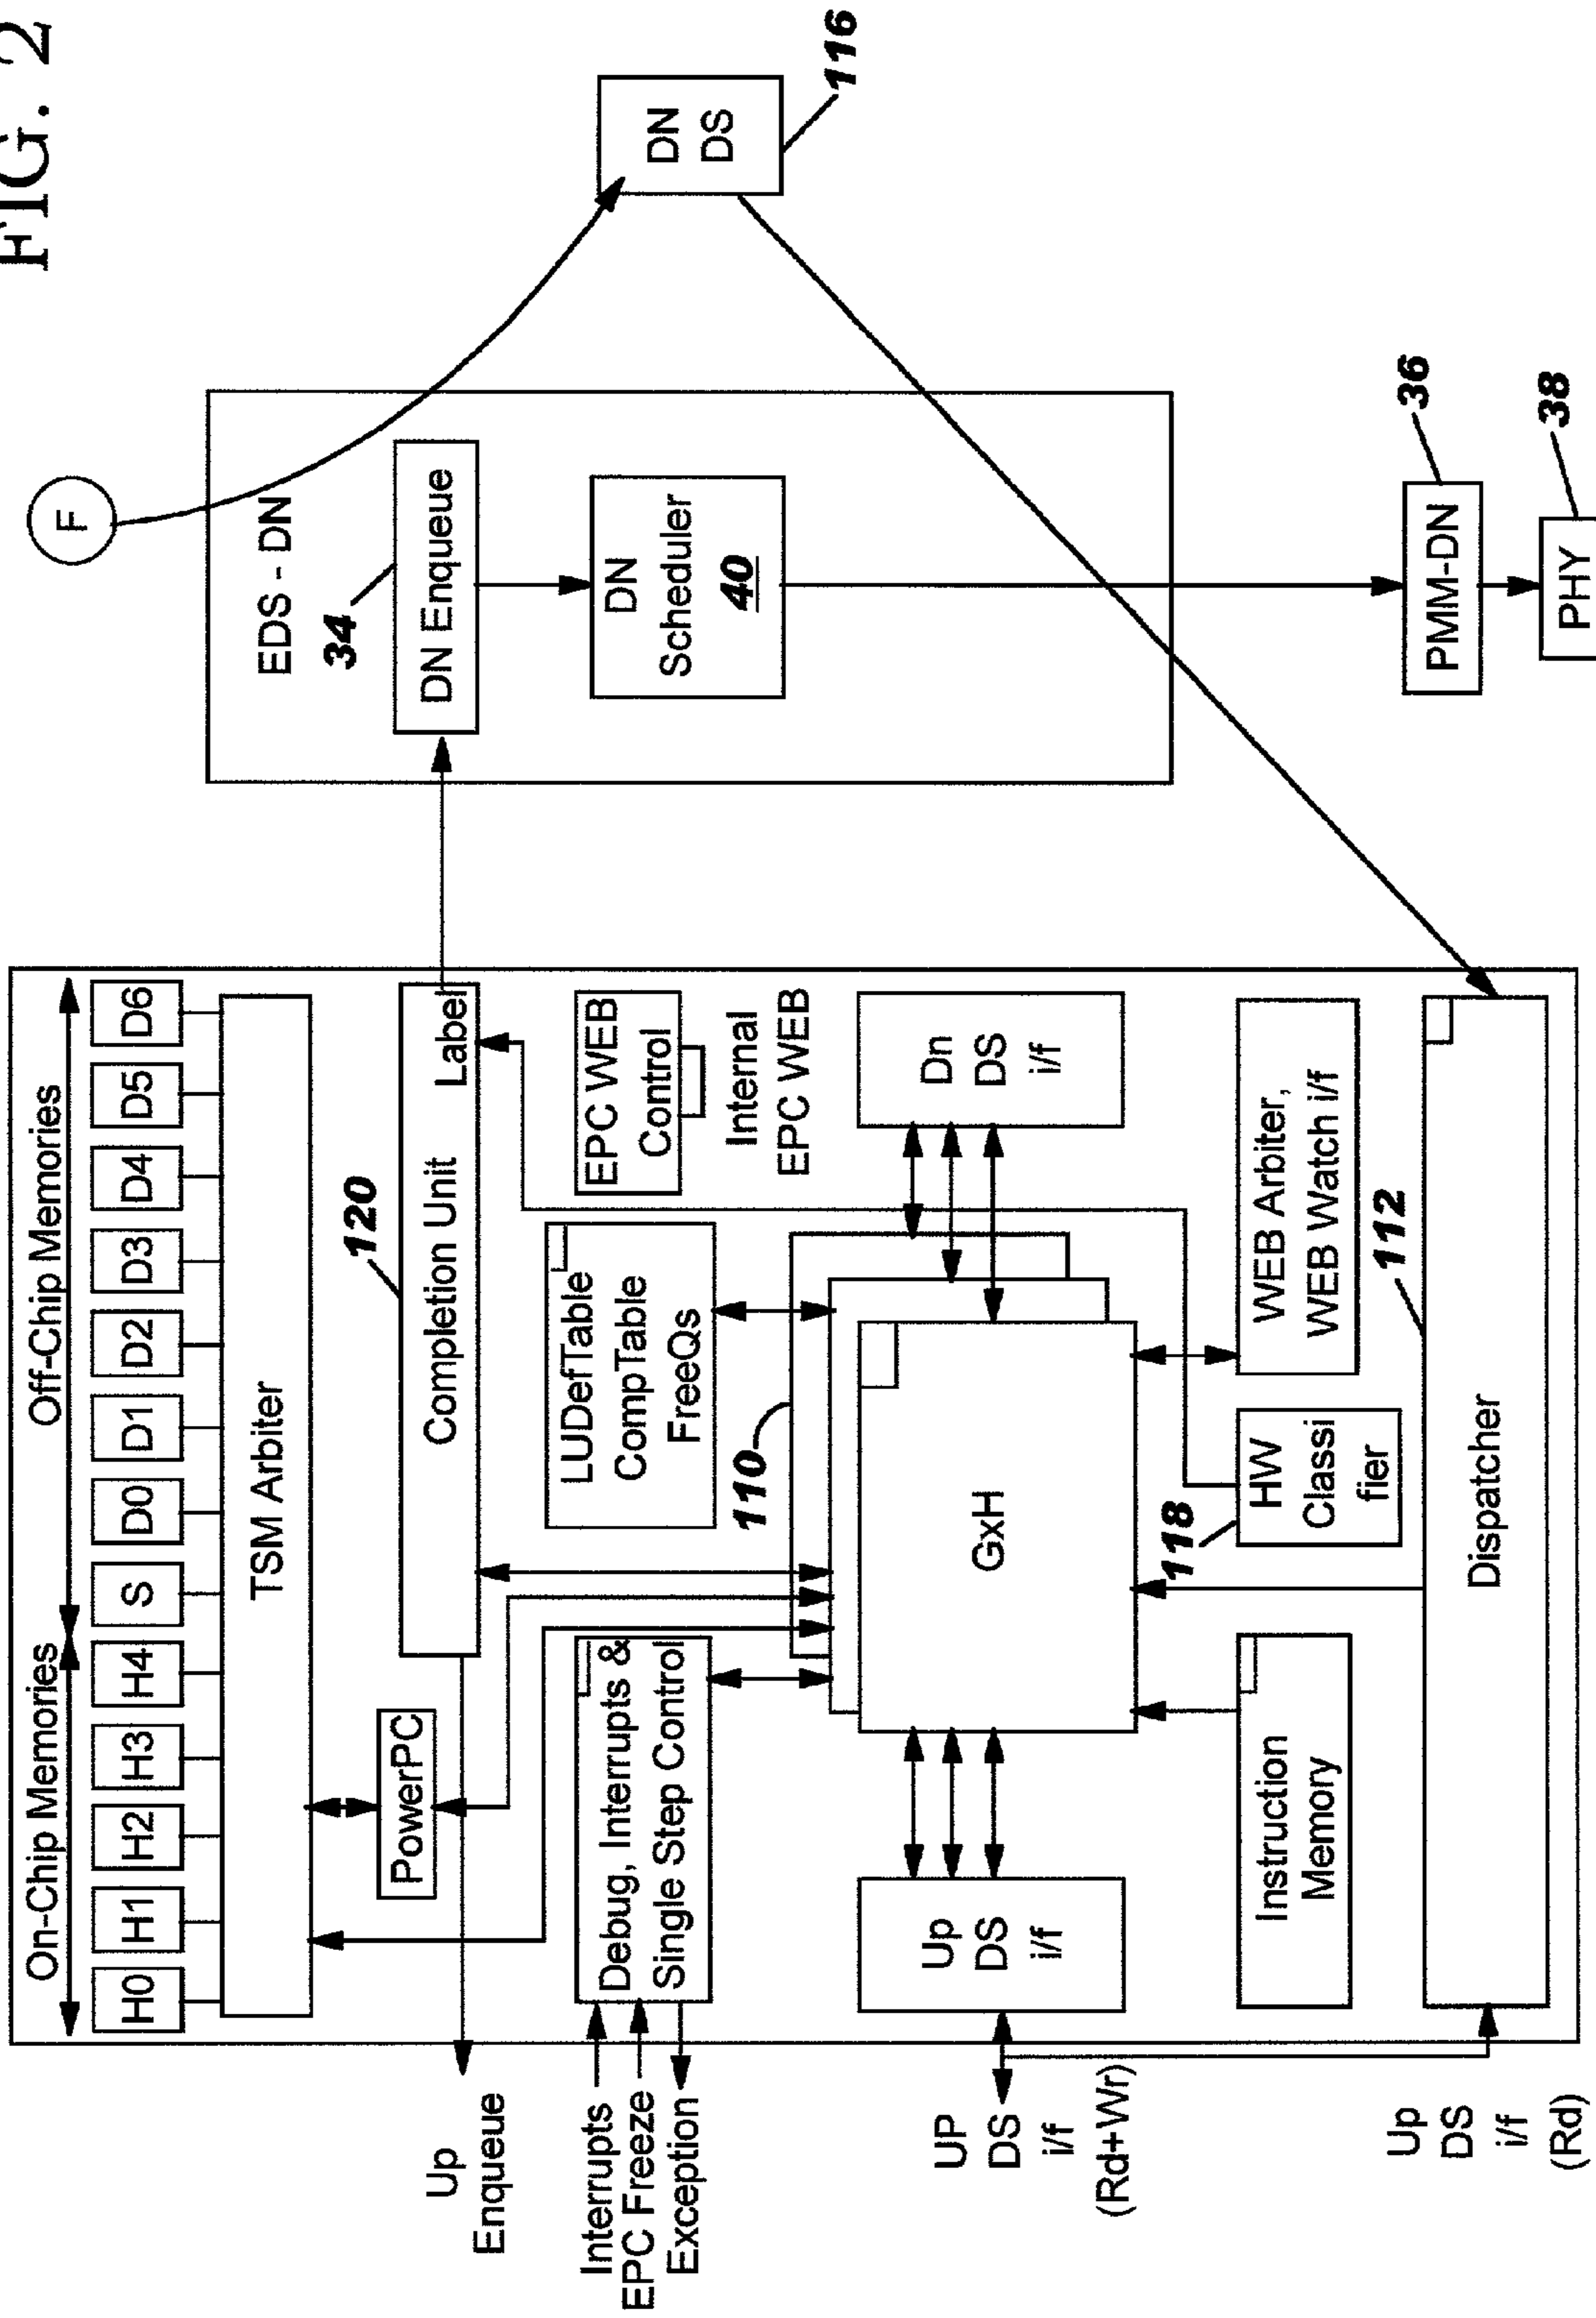 FIG. 2
On-Chip Memories
Off-Chip Memories
H0
H1
H2
H3
H4
S
D0
D1
D2
D3
D4
D5
D6
TSM Arbiter
PowerPC
120
Completion Unit
Label
Up
Enqueue
Interrupts
EPC Freeze
Exception
Debug, Interrupts &
Single Step Control
LUDefTable
CompTable
FreeQs
EPC WEB
Control
Internal
EPC WEB
110
GxH
Up
DS
i/f
Dn
DS
i/f
UP
DS
i/f
(Rd+Wr)
Instruction
Memory
118
HW
Classi
fier
WEB Arbiter,
WEB Watch i/f
112
Dispatcher
Up
DS
i/f
(Rd)
F
EDS - DN
34
DN Enqueue
DN
Scheduler
40
DN
DS
116
PMM-DN
36
PHY
38